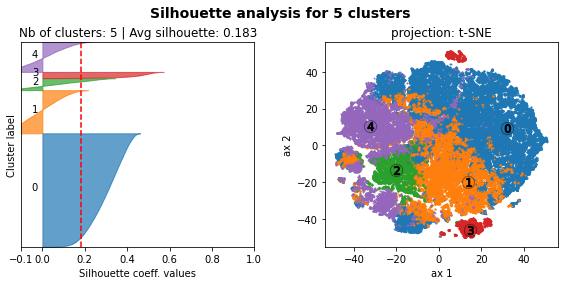 Silhouette analysis for 5 clusters
Nb of clusters: 5 | Avg silhouette: 0.183
4
3
2
1
0
Cluster label
−0.1 0.0 0.2 0.4 0.6 0.8 1.0
Silhouette coeff. values
projection: t-SNE
40
20
0
−20
−40
ax 2
4
0
2
1
3
−40 −20 0 20 40
ax 1